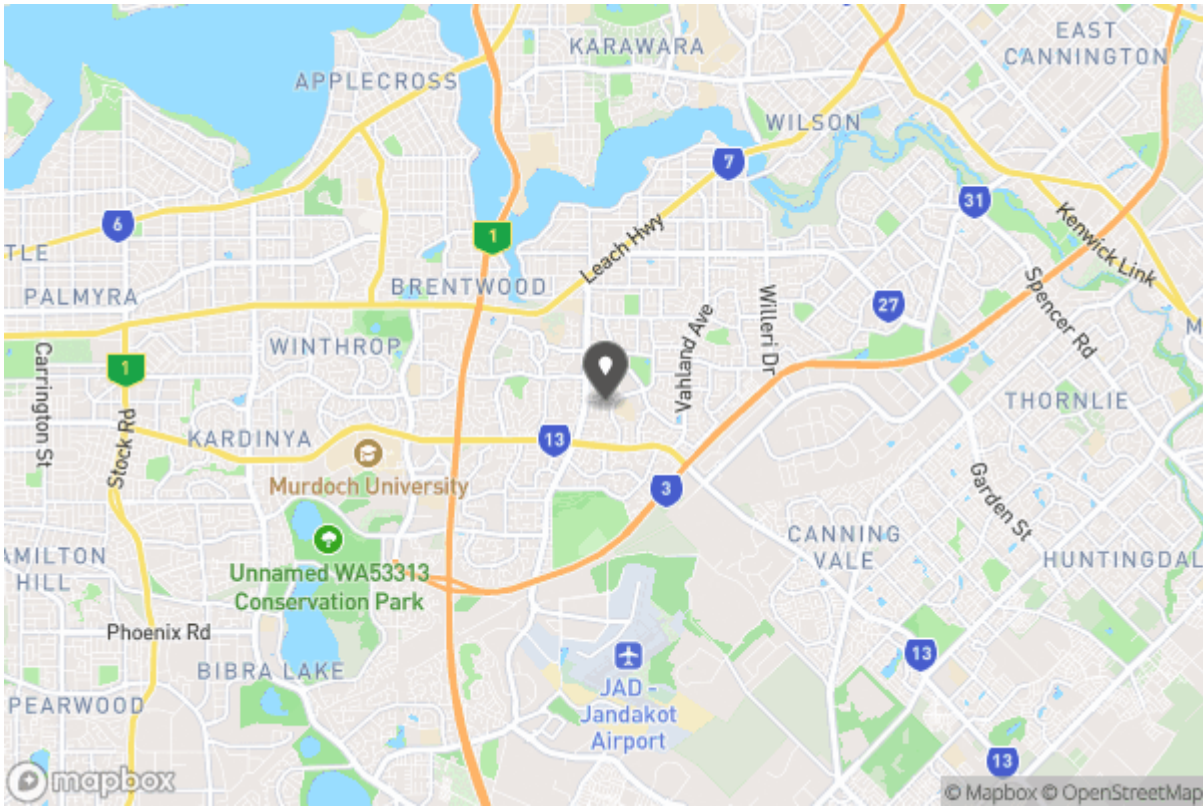 KARAWARA
EAST
CANNINGTON
APPLECROSS
WILSON
7
31
6
1
Leach Hwy
Kenwick Link
TLE
BRENTWOOD
PALMYRA
Spencer Rd
27
Willeri Dr
Vahland Ave
M
WINTHROP
1
Carrington St
Stock Rd
THORNLIE
KARDINYA
13
Murdoch University
3
Garden St
CANNING
VALE
AMILTON
HILL
HUNTINGDAL
Unnamed WA53313
Conservation Park
Phoenix Rd
BIBRA LAKE
13
JAD -
Jandakot
Airport
PEARWOOD
13
mapbox
© Mapbox © OpenStreetMap